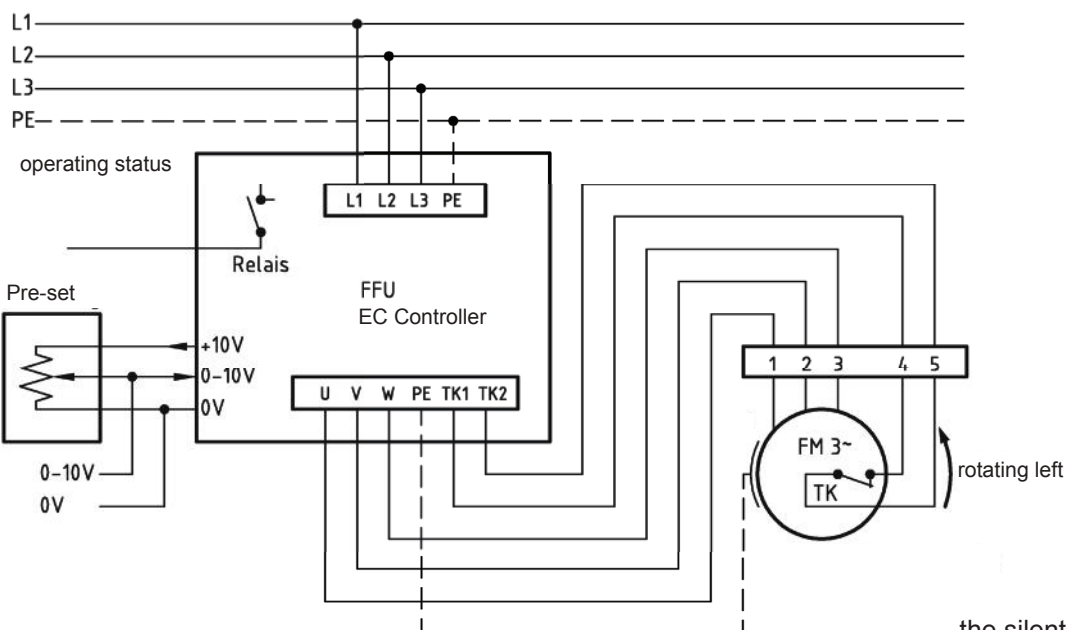 L1
L2
L3
PE
operating status
L1 L2 L3 PE
Relais
Pre-set
FFU
EC Controller
+10V
0-10V
0V
U V W PE TK1 TK2
1 2 3 4 5
FM 3~
TK
rotating left
0-10V
0V
the silent